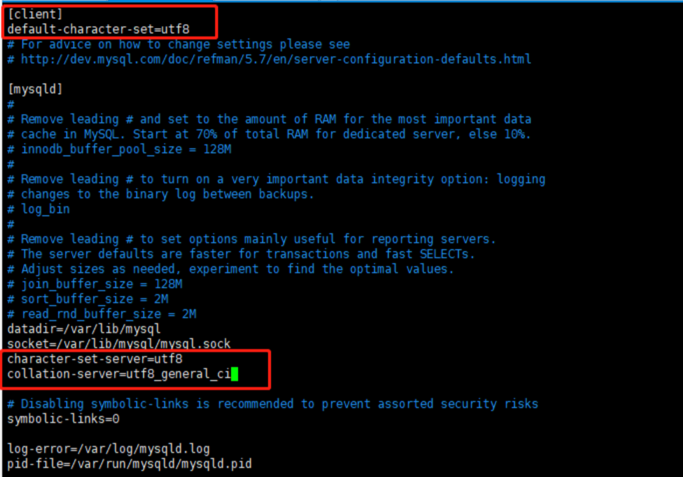 [client]
default-character-set=utf8
# For advice on how to change settings please see
# http://dev.mysql.com/doc/refman/5.7/en/server-configuration-defaults.html
[mysqld]
#
# Remove leading # and set to the amount of RAM for the most important data
# cache in MySQL. Start at 70% of total RAM for dedicated server, else 10%.
# innodb_buffer_pool_size = 128M
#
# Remove leading # to turn on a very important data integrity option: logging
# changes to the binary log between backups.
# log_bin
#
# Remove leading # to set options mainly useful for reporting servers.
# The server defaults are faster for transactions and fast SELECTs.
# Adjust sizes as needed, experiment to find the optimal values.
# join_buffer_size = 128M
# sort_buffer_size = 2M
# read_rnd_buffer_size = 2M
datadir=/var/lib/mysql
socket=/var/lib/mysql/mysql.sock
character-set-server=utf8
collation-server=utf8_general_ci
# Disabling symbolic-links is recommended to prevent assorted security risks
symbolic-links=0
log-error=/var/log/mysqld.log
pid-file=/var/run/mysqld/mysqld.pid